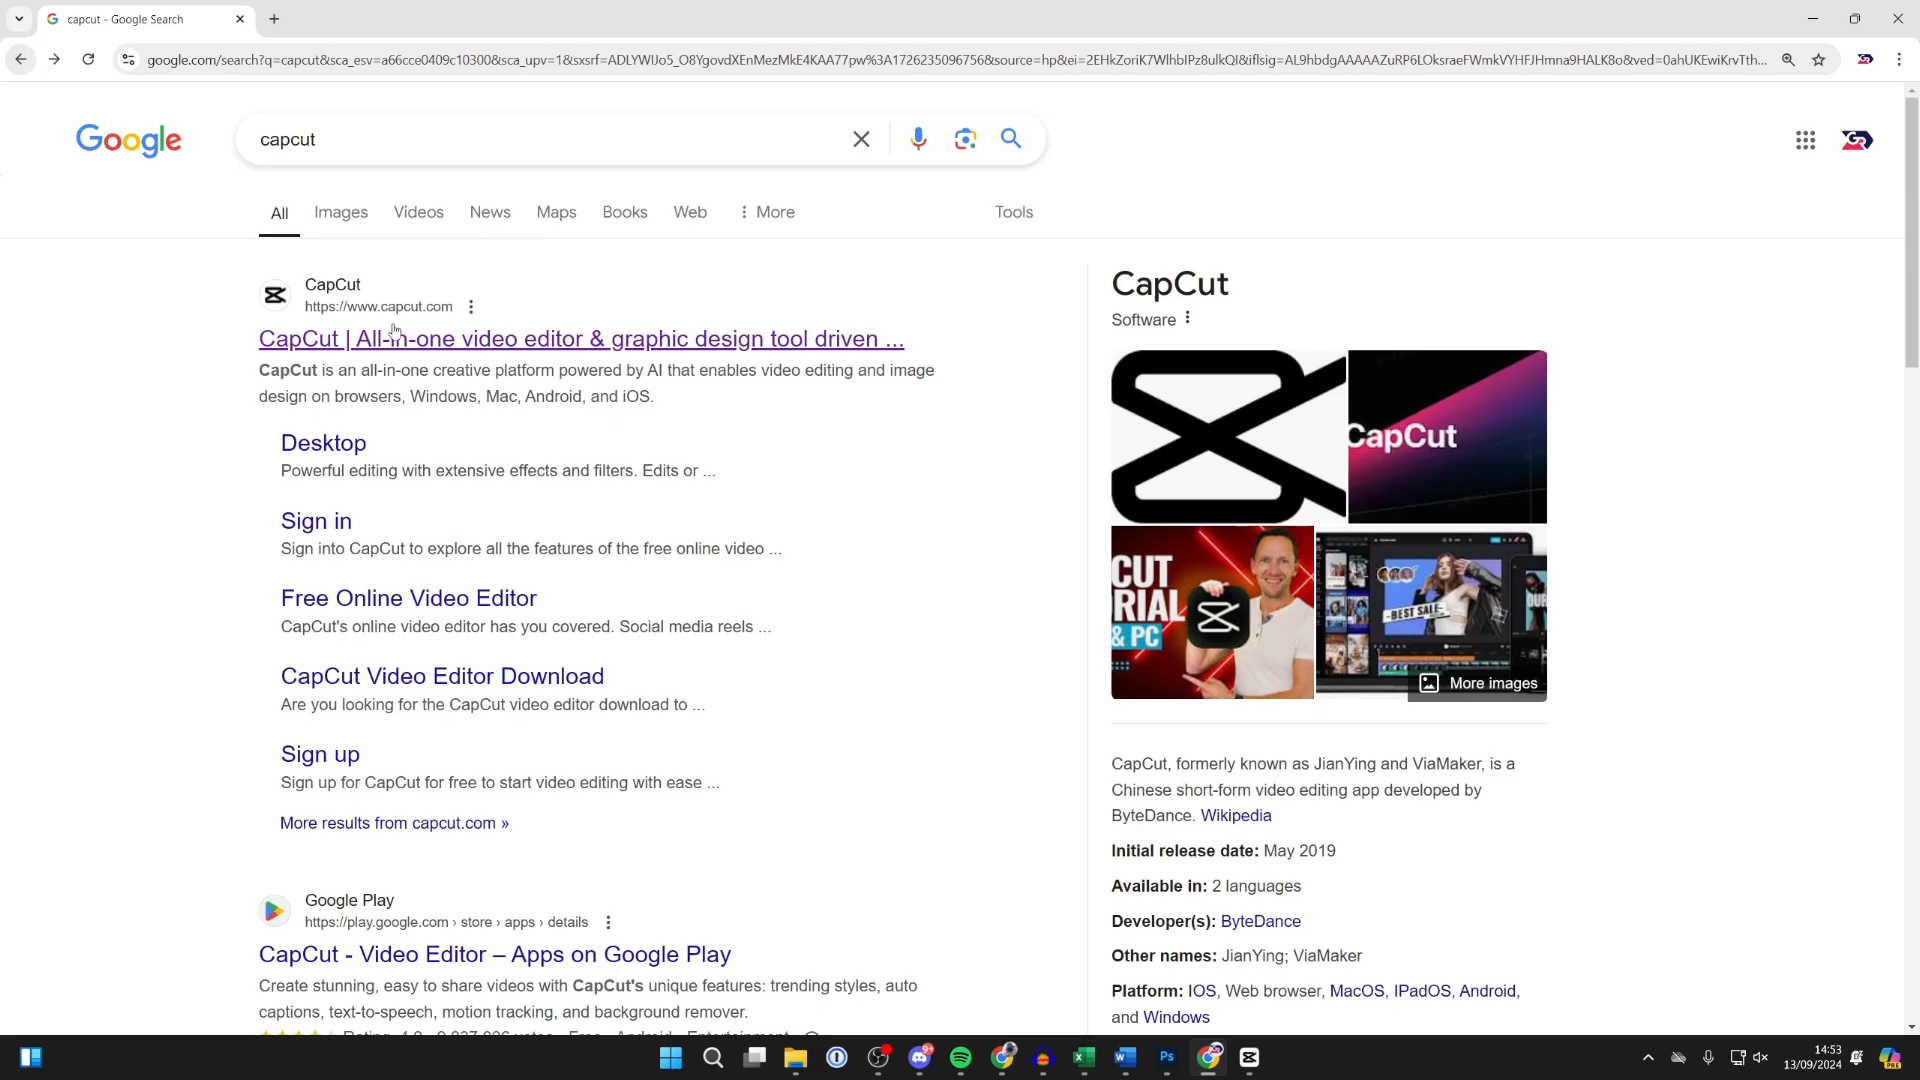 capcut - Google Search
google.com/search?q=capcut&sca_esv=a66cce0409c10300&sca_upv=1&sxsrf=ADLYWIJo5_O8YgovdXEnMezMkE4KAA77pw%3A1726235096756&source=hp&ei=2EHkZoriK7WlhbIPz8ulkQI&iflsig=AL9hbdgAAAAAZuRP6LOksraeFWmkVYHFJHmna9HALK8o&ved=0ahUKEwiKrvTth...
Google
capcut
All Images Videos News Maps Books Web More Tools
CapCut
https://www.capcut.com
CapCut | All-in-one video editor & graphic design tool driven ...
CapCut is an all-in-one creative platform powered by AI that enables video editing and image
design on browsers, Windows, Mac, Android, and iOS.
Desktop
Powerful editing with extensive effects and filters. Edits or ...
Sign in
Sign into CapCut to explore all the features of the free online video ...
Free Online Video Editor
CapCut's online video editor has you covered. Social media reels ...
CapCut Video Editor Download
Are you looking for the CapCut video editor download to ...
Sign up
Sign up for CapCut for free to start video editing with ease ...
More results from capcut.com »
Google Play
https://play.google.com › store › apps › details
CapCut - Video Editor – Apps on Google Play
Create stunning, easy to share videos with CapCut's unique features: trending styles, auto
captions, text-to-speech, motion tracking, and background remover.
CapCut
Software
CapCut
CUT
RIAL
& PC
-BEST SALE-
More images
CapCut, formerly known as JianYing and ViaMaker, is a
Chinese short-form video editing app developed by
ByteDance. Wikipedia
Initial release date: May 2019
Available in: 2 languages
Developer(s): ByteDance
Other names: JianYing; ViaMaker
Platform: IOS, Web browser, MacOS, IPadOS, Android,
and Windows
14:53
13/09/2024